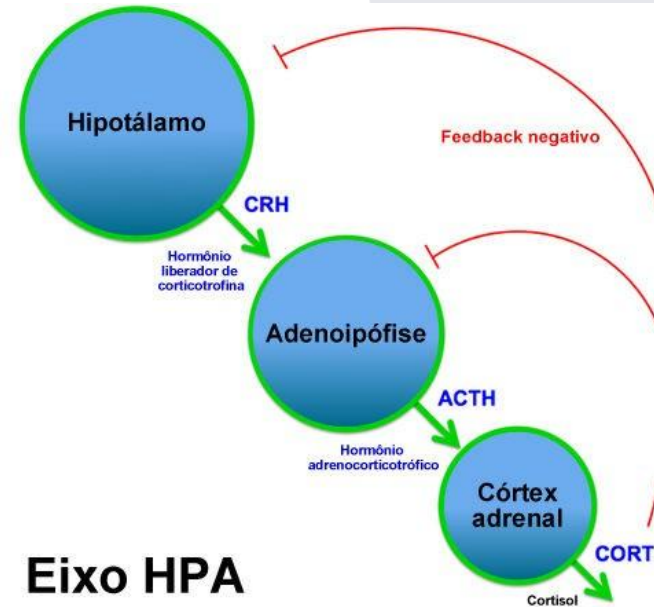 Hipotálamo
Feedback negativo
CRH
Hormônio
liberador de
corticotrofina
Adenoipófise
ACTH
Hormônio
adrenocorticotrófico
Córtex
adrenal
CORT
Cortisol
Eixo HPA